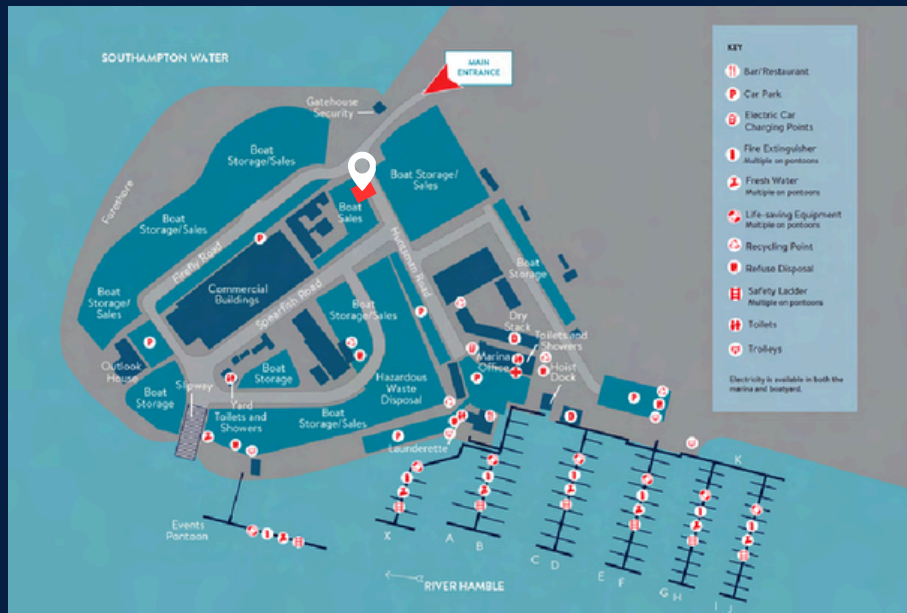 SOUTHAMPTON WATER
MAIN
ENTRANCE
Gatehouse
Security
Boat
Storage/Sales
Boat Storage/
Sales
Foreshore
Boat
Storage/Sales
Boat
Sales
Firefly Road
P
Huntsman Road
Commercial
Buildings
Spearfish Road
Boat
Storage
Boat
Storage/
Sales
Boat
Storage/Sales
P
Dry
Stack
Toilets and
Showers
P
Outlook
House
Marina
Office
Hoist
Dock
Slipway
Boat
Storage
Boat
Storage
Hazardous
Waste
Disposal
P
P
Yard
Toilets and
Showers
Boat
Storage/Sales
P
Launderette
K
Events
Pontoon
X
A
B
C
D
E
F
G
H
I
J
RIVER HAMBLE
KEY
Bar/Restaurant
P Car Park
Electric Car
Charging Points
Fire Extinguisher
Multiple on pontoons
Fresh Water
Multiple on pontoons
Life-saving Equipment
Multiple on pontoons
Recycling Point
Refuse Disposal
Safety Ladder
Multiple on pontoons
Toilets
Trolleys
Electricity is available in both the
marina and boatyard.